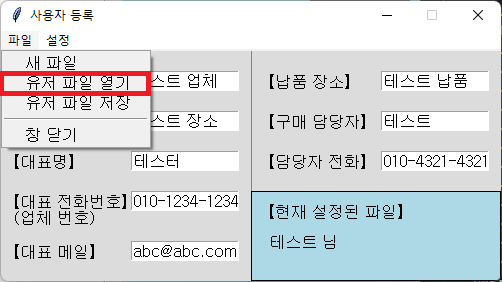 사용자 등록
파일 설정
새 파일
유저 파일 열기
유저 파일 저장
창 닫기
스트 업체
스트 장소
【대표명】 테스터
【대표 전화번호】 010-1234-1234
(업체 번호)
【대표 메일】 abc@abc.com
【납품 장소】 테스트 납품
【구매 담당자】 테스트
【담당자 전화】 010-4321-4321
【현재 설정된 파일】
테스트 님